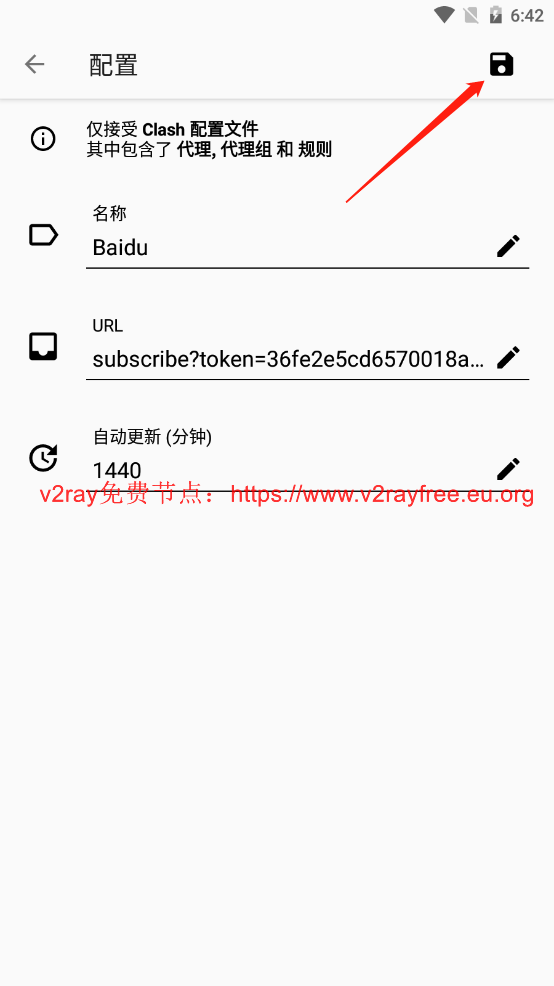 6:42
配置
仅接受 Clash 配置文件
其中包含了 代理, 代理组 和 规则
名称
Baidu
URL
subscribe?token=36fe2e5cd6570018a...
自动更新 (分钟)
1440
v2ray免费节点：https://www.v2rayfree.eu.org